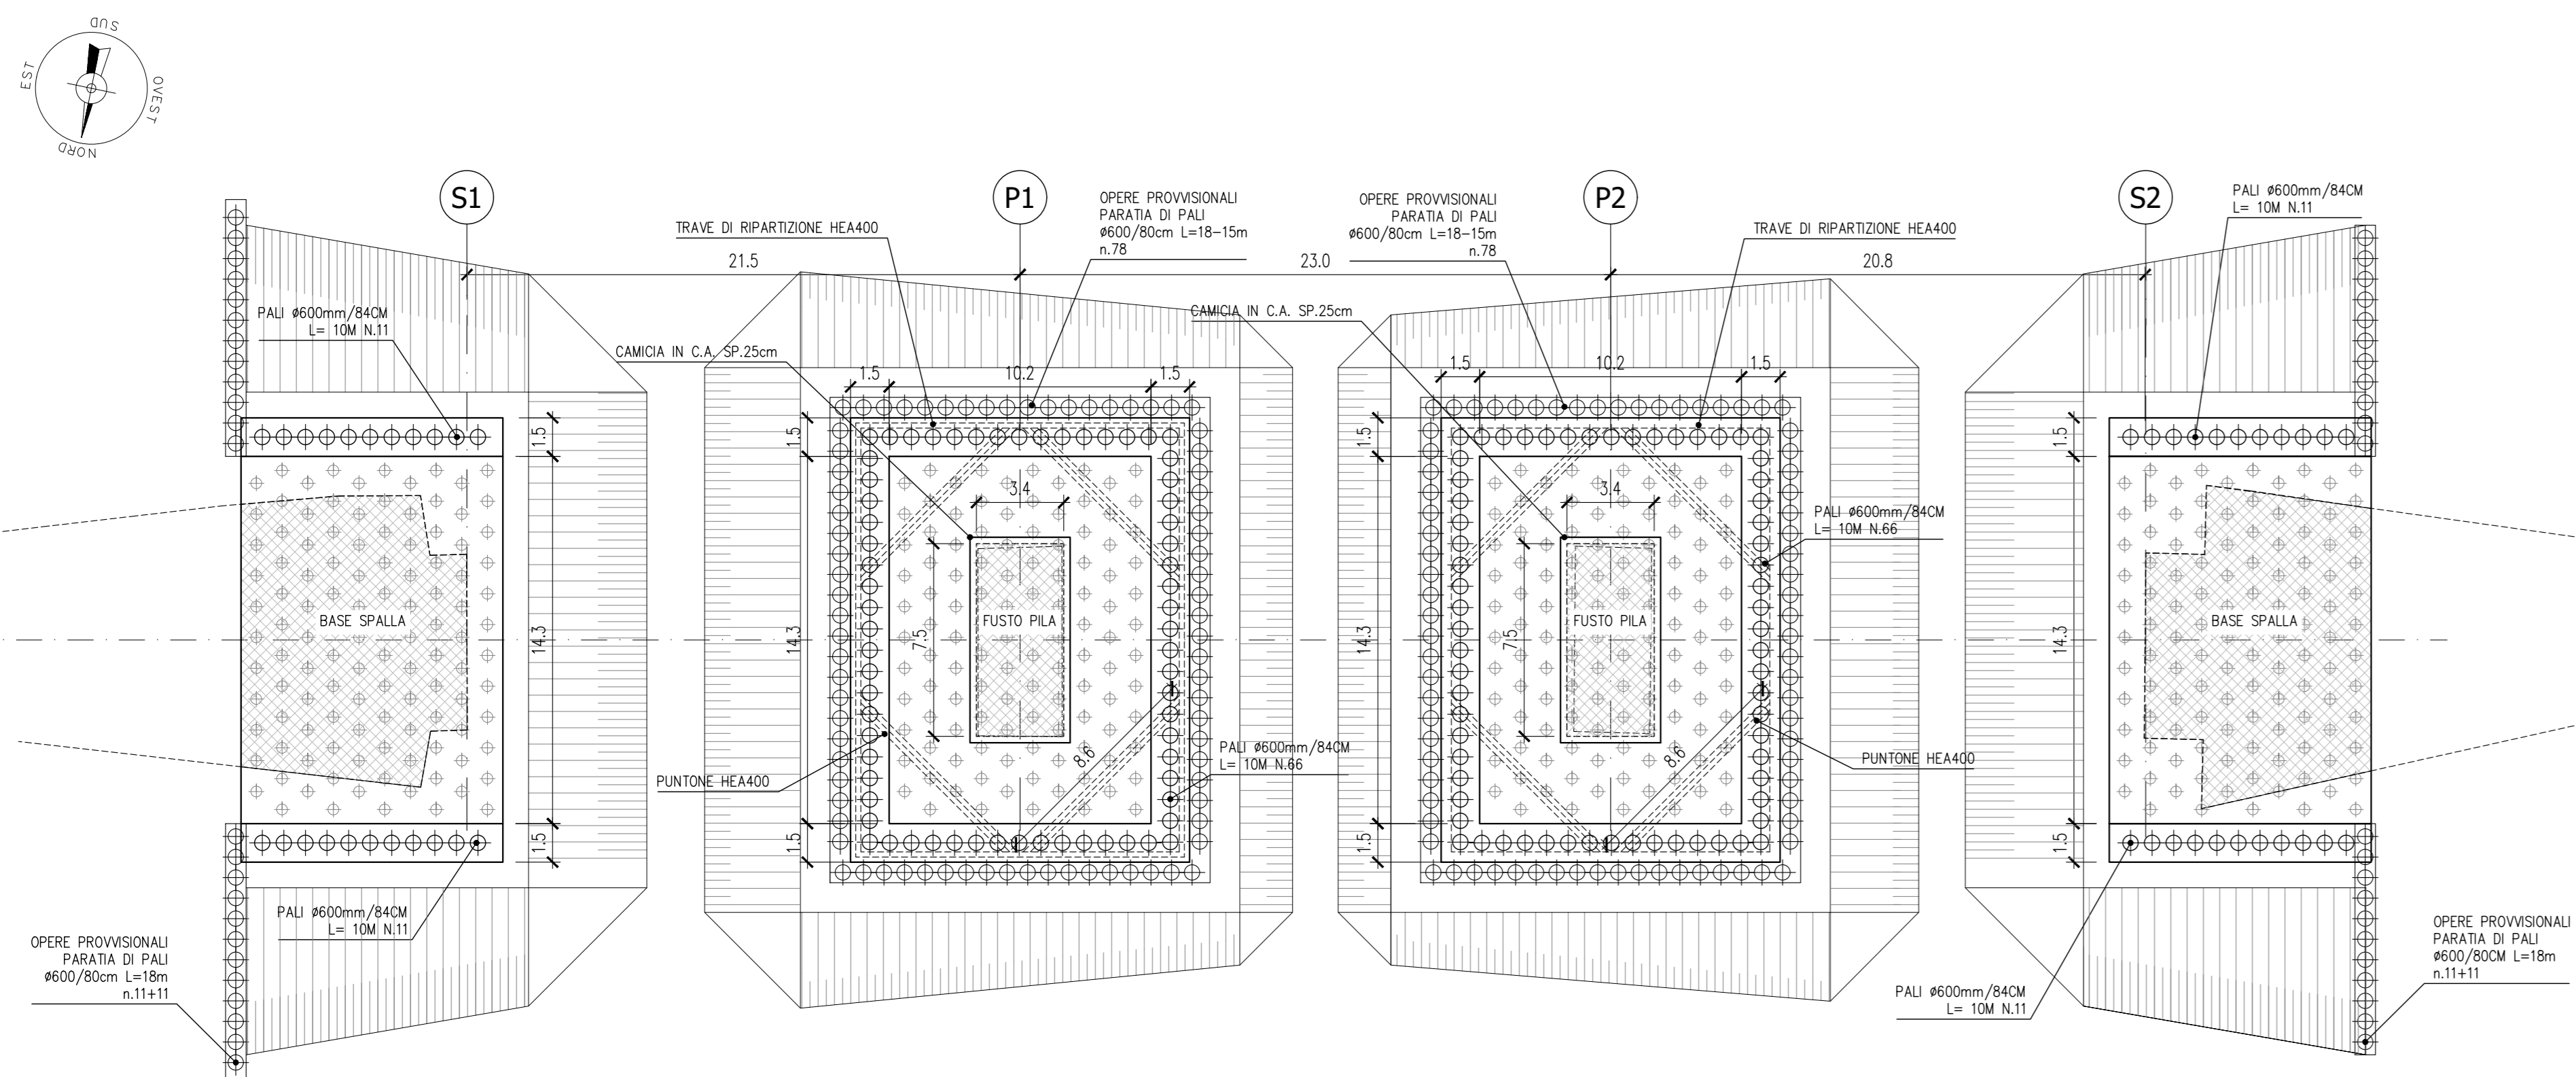 SUD
EST
OVEST
NORD
S1
P1
P2
S2
OPERE PROVVISIONALI
PARATIA DI PALI
ø600/80cm L=18-15m
n.78
OPERE PROVVISIONALI
PARATIA DI PALI
ø600/80cm L=18-15m
n.78
PALI ø600mm/84CM
L= 10M N.11
TRAVE DI RIPARTIZIONE HEA400
TRAVE DI RIPARTIZIONE HEA400
21.5
23.0
20.8
PALI ø600mm/84CM
L= 10M N.11
CAMICIA IN C.A. SP.25cm
CAMICIA IN C.A. SP.25cm
1.5
10.2
1.5
1.5
10.2
1.5
1.5
1.5
1.5
1.5
3.4
3.4
PALI ø600mm/84CM
L= 10M N.66
BASE SPALLA
FUSTO PILA
FUSTO PILA
BASE SPALLA
14.3
14.3
7.5
14.3
7.5
14.3
8.6
8.6
PALI ø600mm/84CM
L= 10M N.66
PUNTONE HEA400
PUNTONE HEA400
1.5
1.5
1.5
1.5
PALI ø600mm/84CM
L= 10M N.11
OPERE PROVVISIONALI
PARATIA DI PALI
ø600/80cm L=18m
n.11+11
OPERE PROVVISIONALI
PARATIA DI PALI
ø600/80CM L=18m
n.11+11
PALI ø600mm/84CM
L= 10M N.11